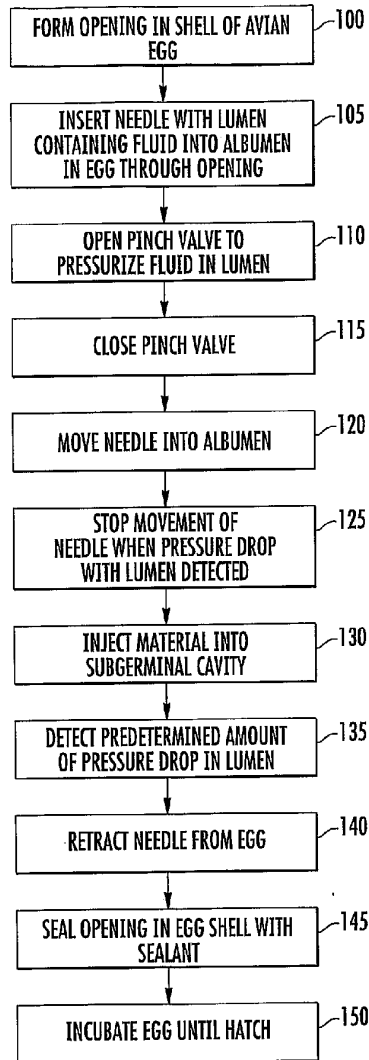 FORM OPENING IN SHELL OF AVIAN
EGG
100
INSERT NEEDLE WITH LUMEN
CONTAINING FLUID INTO ALBUMEN
IN EGG THROUGH OPENING
105
OPEN PINCH VALVE TO
PRESSURIZE FLUID IN LUMEN
110
CLOSE PINCH VALVE
115
MOVE NEEDLE INTO ALBUMEN
120
STOP MOVEMENT OF
NEEDLE WHEN PRESSURE DROP
WITH LUMEN DETECTED
125
INJECT MATERIAL INTO
SUBGERMINAL CAVITY
130
DETECT PREDETERMINED AMOUNT
OF PRESSURE DROP IN LUMEN
135
RETRACT NEEDLE FROM EGG
140
SEAL OPENING IN EGG SHELL WITH
SEALANT
145
INCUBATE EGG UNTIL HATCH
150